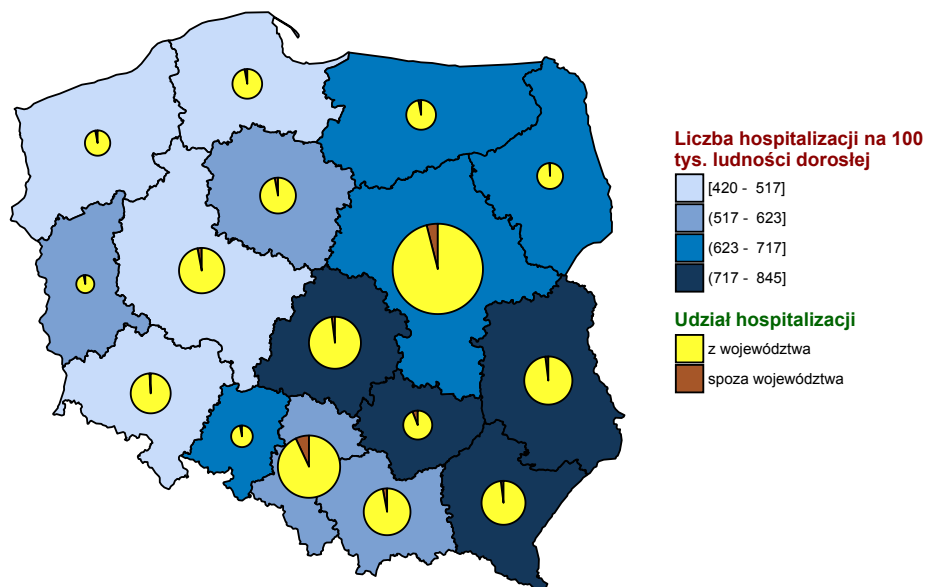 Liczba hospitalizacji na 100
tys. ludności dorosłej
[420 - 517]
(517 - 623]
(623 - 717]
(717 - 845]
Udział hospitalizacji
z województwa
spoza województwa